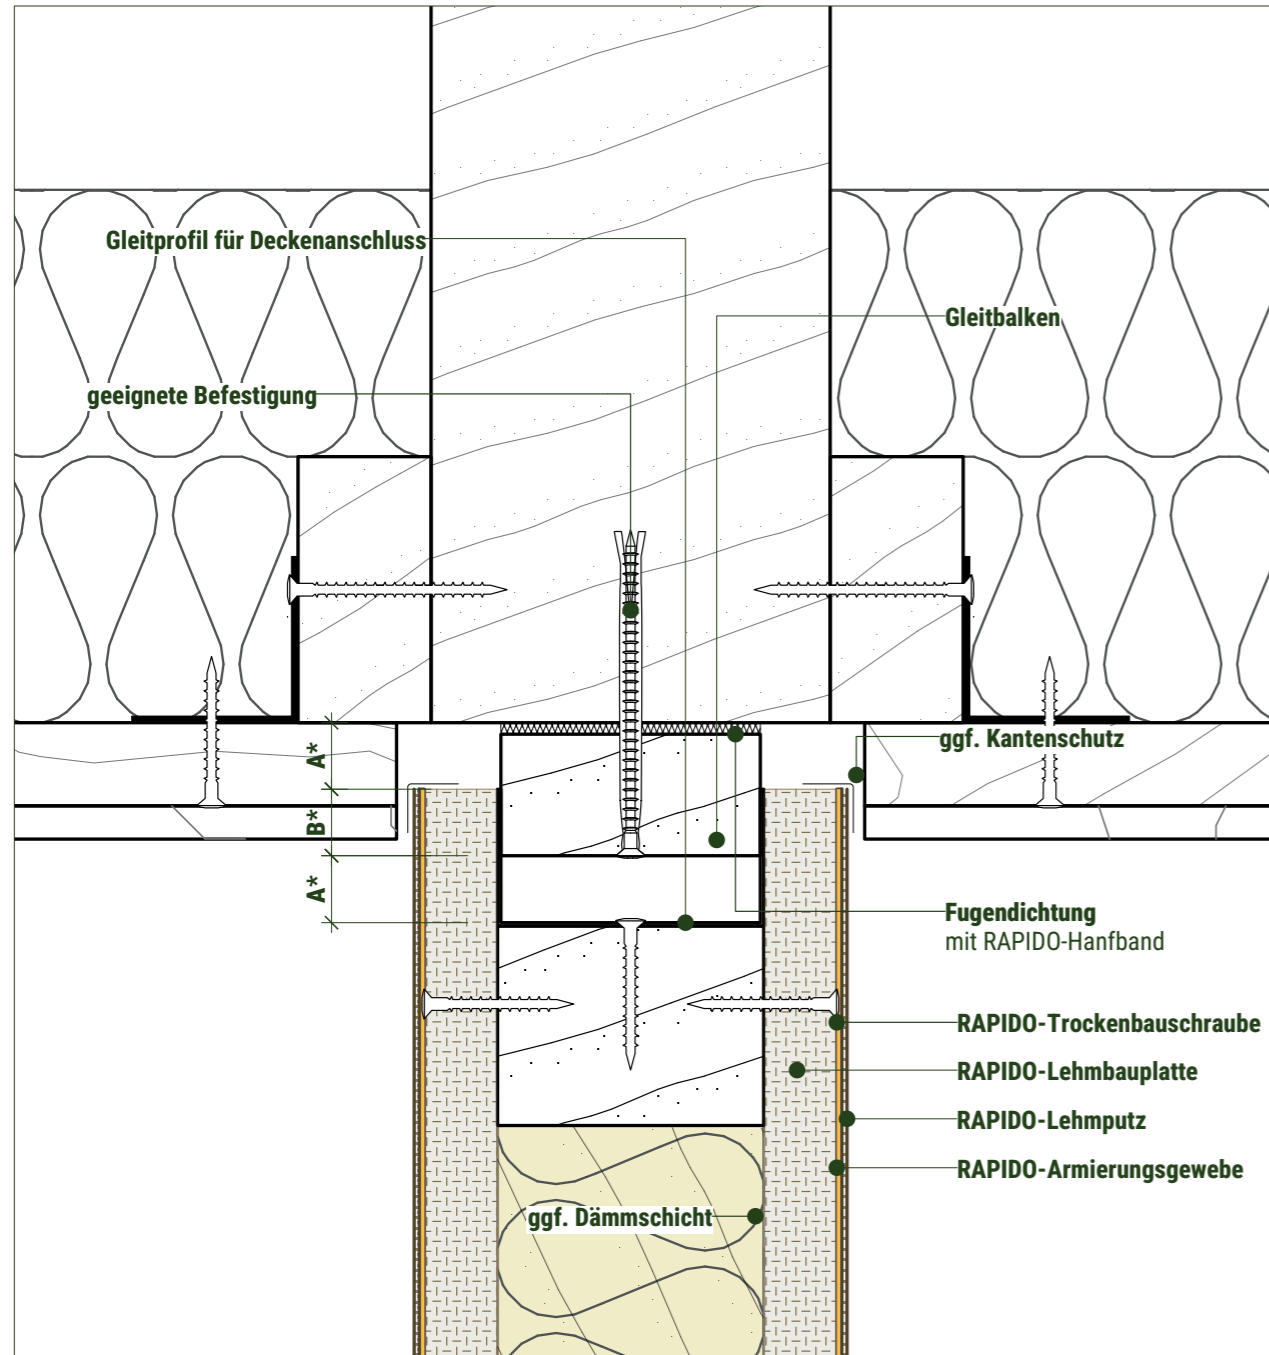 Gleitprofil für Deckenanschluss
Gleitbalken
geeignete Befestigung
ggf. Kantenschutz
A*
B*
A*
Fugendichtung
mit RAPIDO-Hanfband
RAPIDO-Trockenbauschraube
RAPIDO-Lehmbauplatte
RAPIDO-Lehmputz
RAPIDO-Armierungsgewebe
ggf. Dämmschicht